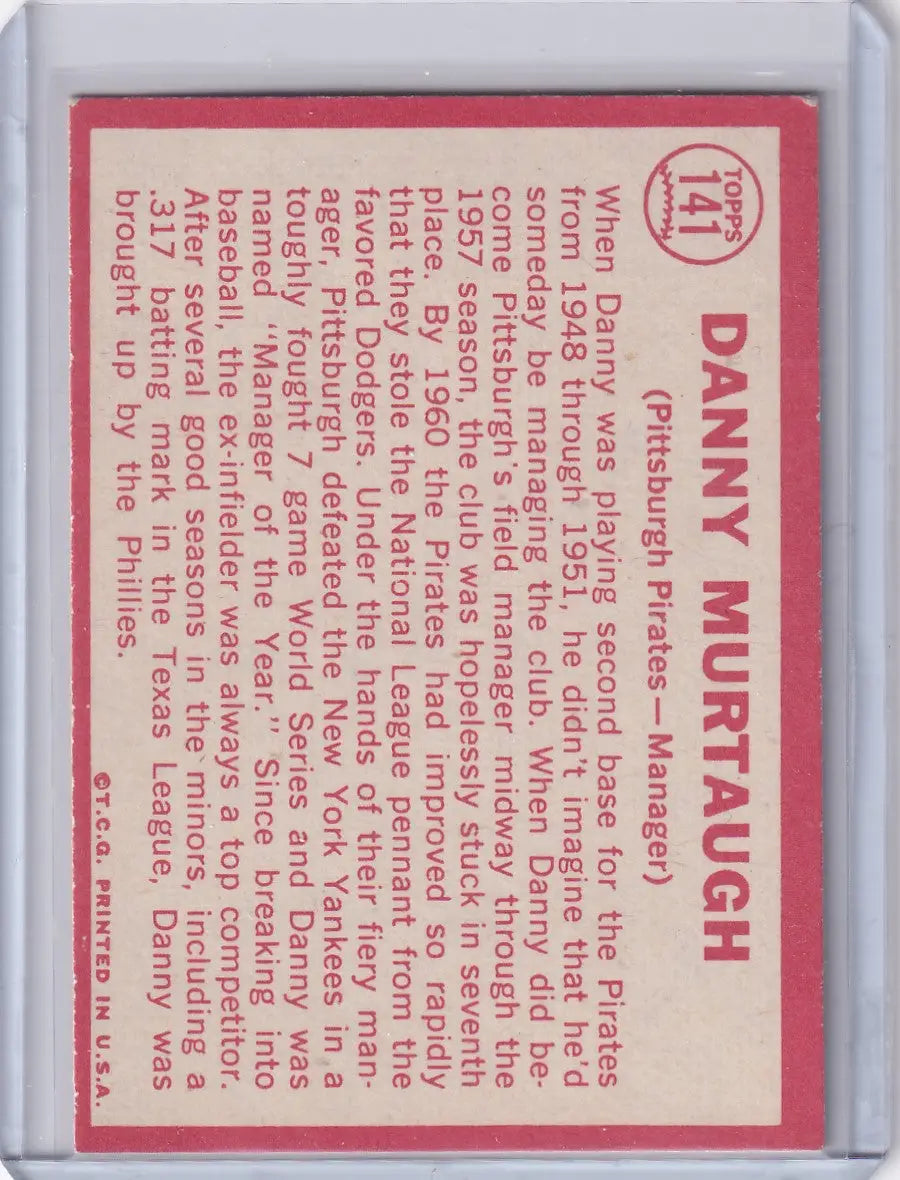 TOPPS
141
DANNY MURTAUGH
(Pittsburgh Pirates—Manager)
When Danny was playing second base for the Pirates
from 1948 through 1951, he didn't imagine that he'd
someday be managing the club. When Danny did be-
come Pittsburgh's field manager midway through the
1957 season, the club was hopelessly stuck in seventh
place. By 1960 the Pirates had improved so rapidly
that they stole the National League pennant from the
favored Dodgers. Under the hands of their fiery man-
ager, Pittsburgh defeated the New York Yankees in a
toughly fought 7 game World Series and Danny was
named "Manager of the Year." Since breaking into
baseball, the ex-infielder was always a top competitor.
After several good seasons in the minors, including a
.317 batting mark in the Texas League, Danny was
brought up by the Phillies.
©T.C.G. PRINTED IN U.S.A.